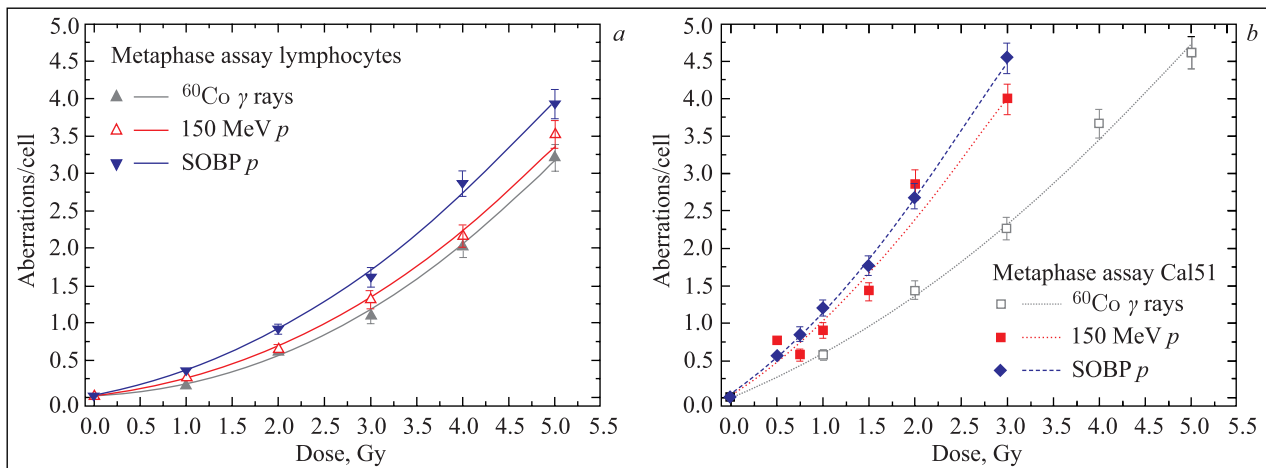 a
Metaphase assay lymphocytes
⁶⁰Co γ rays
150 MeV p
SOBP p
Aberrations/cell
5.0
4.5
4.0
3.5
3.0
2.5
2.0
1.5
1.0
0.5
0.0
0.0 0.5 1.0 1.5 2.0 2.5 3.0 3.5 4.0 4.5 5.0 5.5
Dose, Gy
b
Aberrations/cell
5.0
4.5
4.0
3.5
3.0
2.5
2.0
1.5
1.0
0.5
0.0
Metaphase assay Cal51
⁶⁰Co γ rays
150 MeV p
SOBP p
0.0 0.5 1.0 1.5 2.0 2.5 3.0 3.5 4.0 4.5 5.0 5.5
Dose, Gy